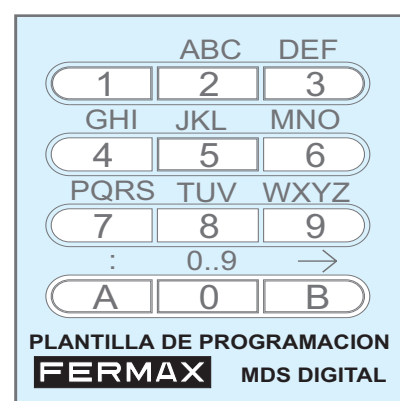 ABC DEF
1 2 3
GHI JKL MNO
4 5 6
PQRS TUV WXYZ
7 8 9
: 0..9 →
A 0 B
PLANTILLA DE PROGRAMACION
FERMAX MDS DIGITAL